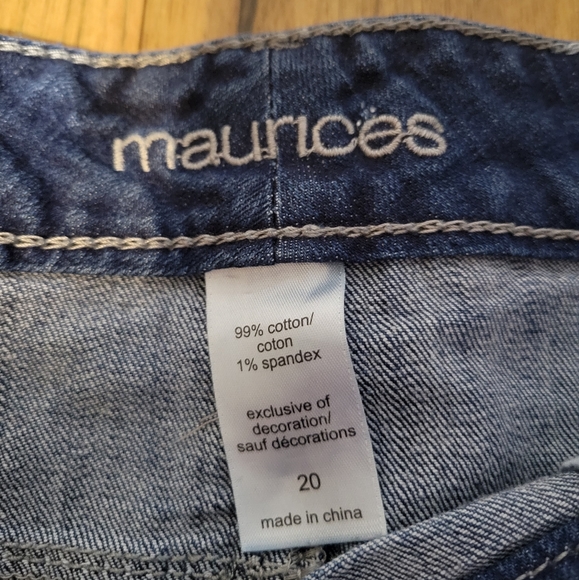 maurices
99% cotton/
coton
1% spandex
exclusive of
decoration/
sauf décorations
20
made in china